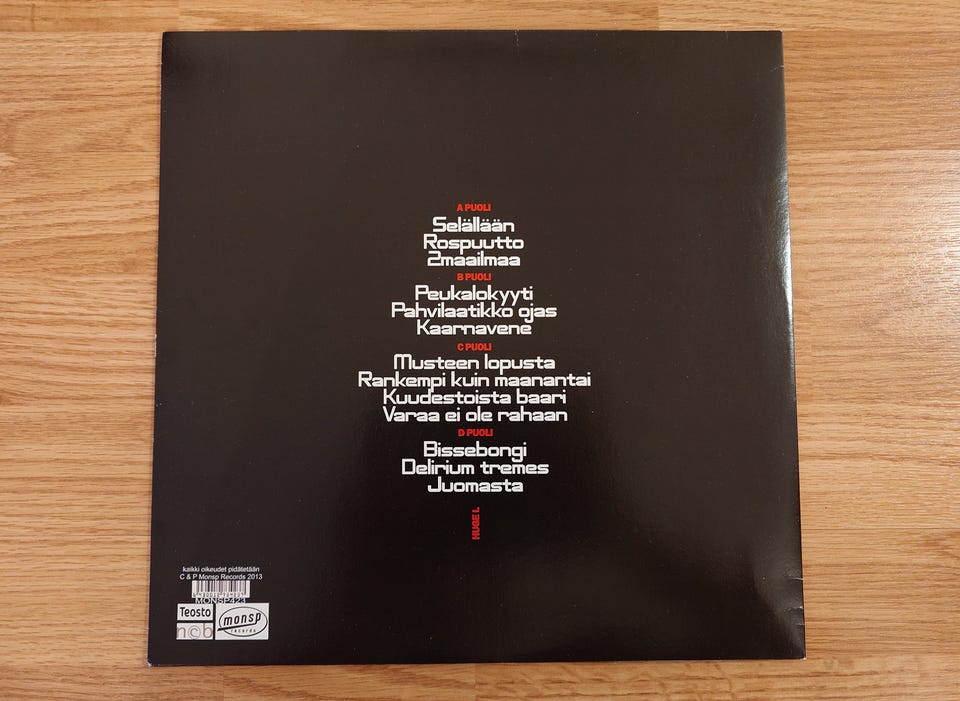 A PUOLI
Selällään
Rospuutto
2maailmaa
B PUOLI
Peukalokyyti
Pahvilaatikko ojas
Kaarnavene
C PUOLI
Musteen lopusta
Rankempi kuin maanantai
Kuudestoista baari
Varaa ei ole rahaan
D PUOLI
Bissebongi
Delirium tremes
Juomasta
HUGE L
kaikki oikeudet pidätetään
C & P Monsp Records 2013
MONSP423
Teosto
ncb
monsp
records